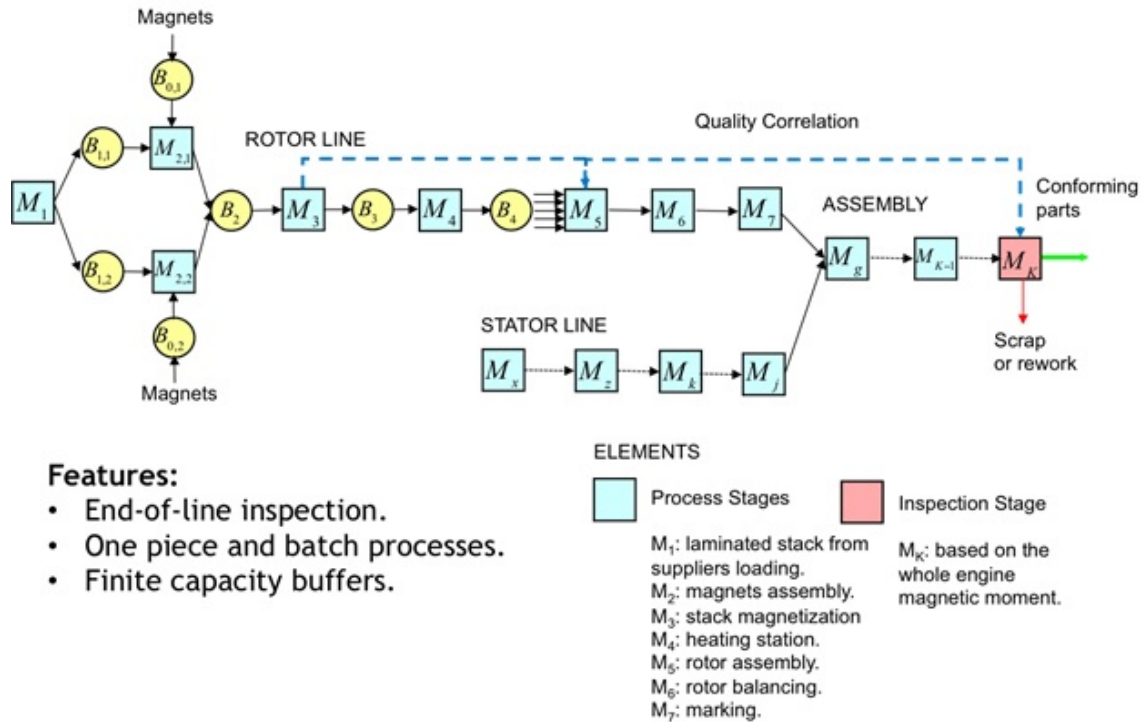 Magnets
B0,1
ROTOR LINE
Quality Correlation
B1,1
M2,1
Conforming
parts
M1
B2
M3
B3
M4
B4
M5
M6
M7
ASSEMBLY
B1,2
M2,2
Mg
MK-1
MK
B0,2
STATOR LINE
Scrap
or rework
Mx
Mz
Mk
Mj
Magnets
ELEMENTS
Features:
• End-of-line inspection.
• One piece and batch processes.
• Finite capacity buffers.
Process Stages
Inspection Stage
M1: laminated stack from
suppliers loading.
M2: magnets assembly.
M3: stack magnetization
M4: heating station.
M5: rotor assembly.
M6: rotor balancing.
M7: marking.
MK: based on the
whole engine
magnetic moment.